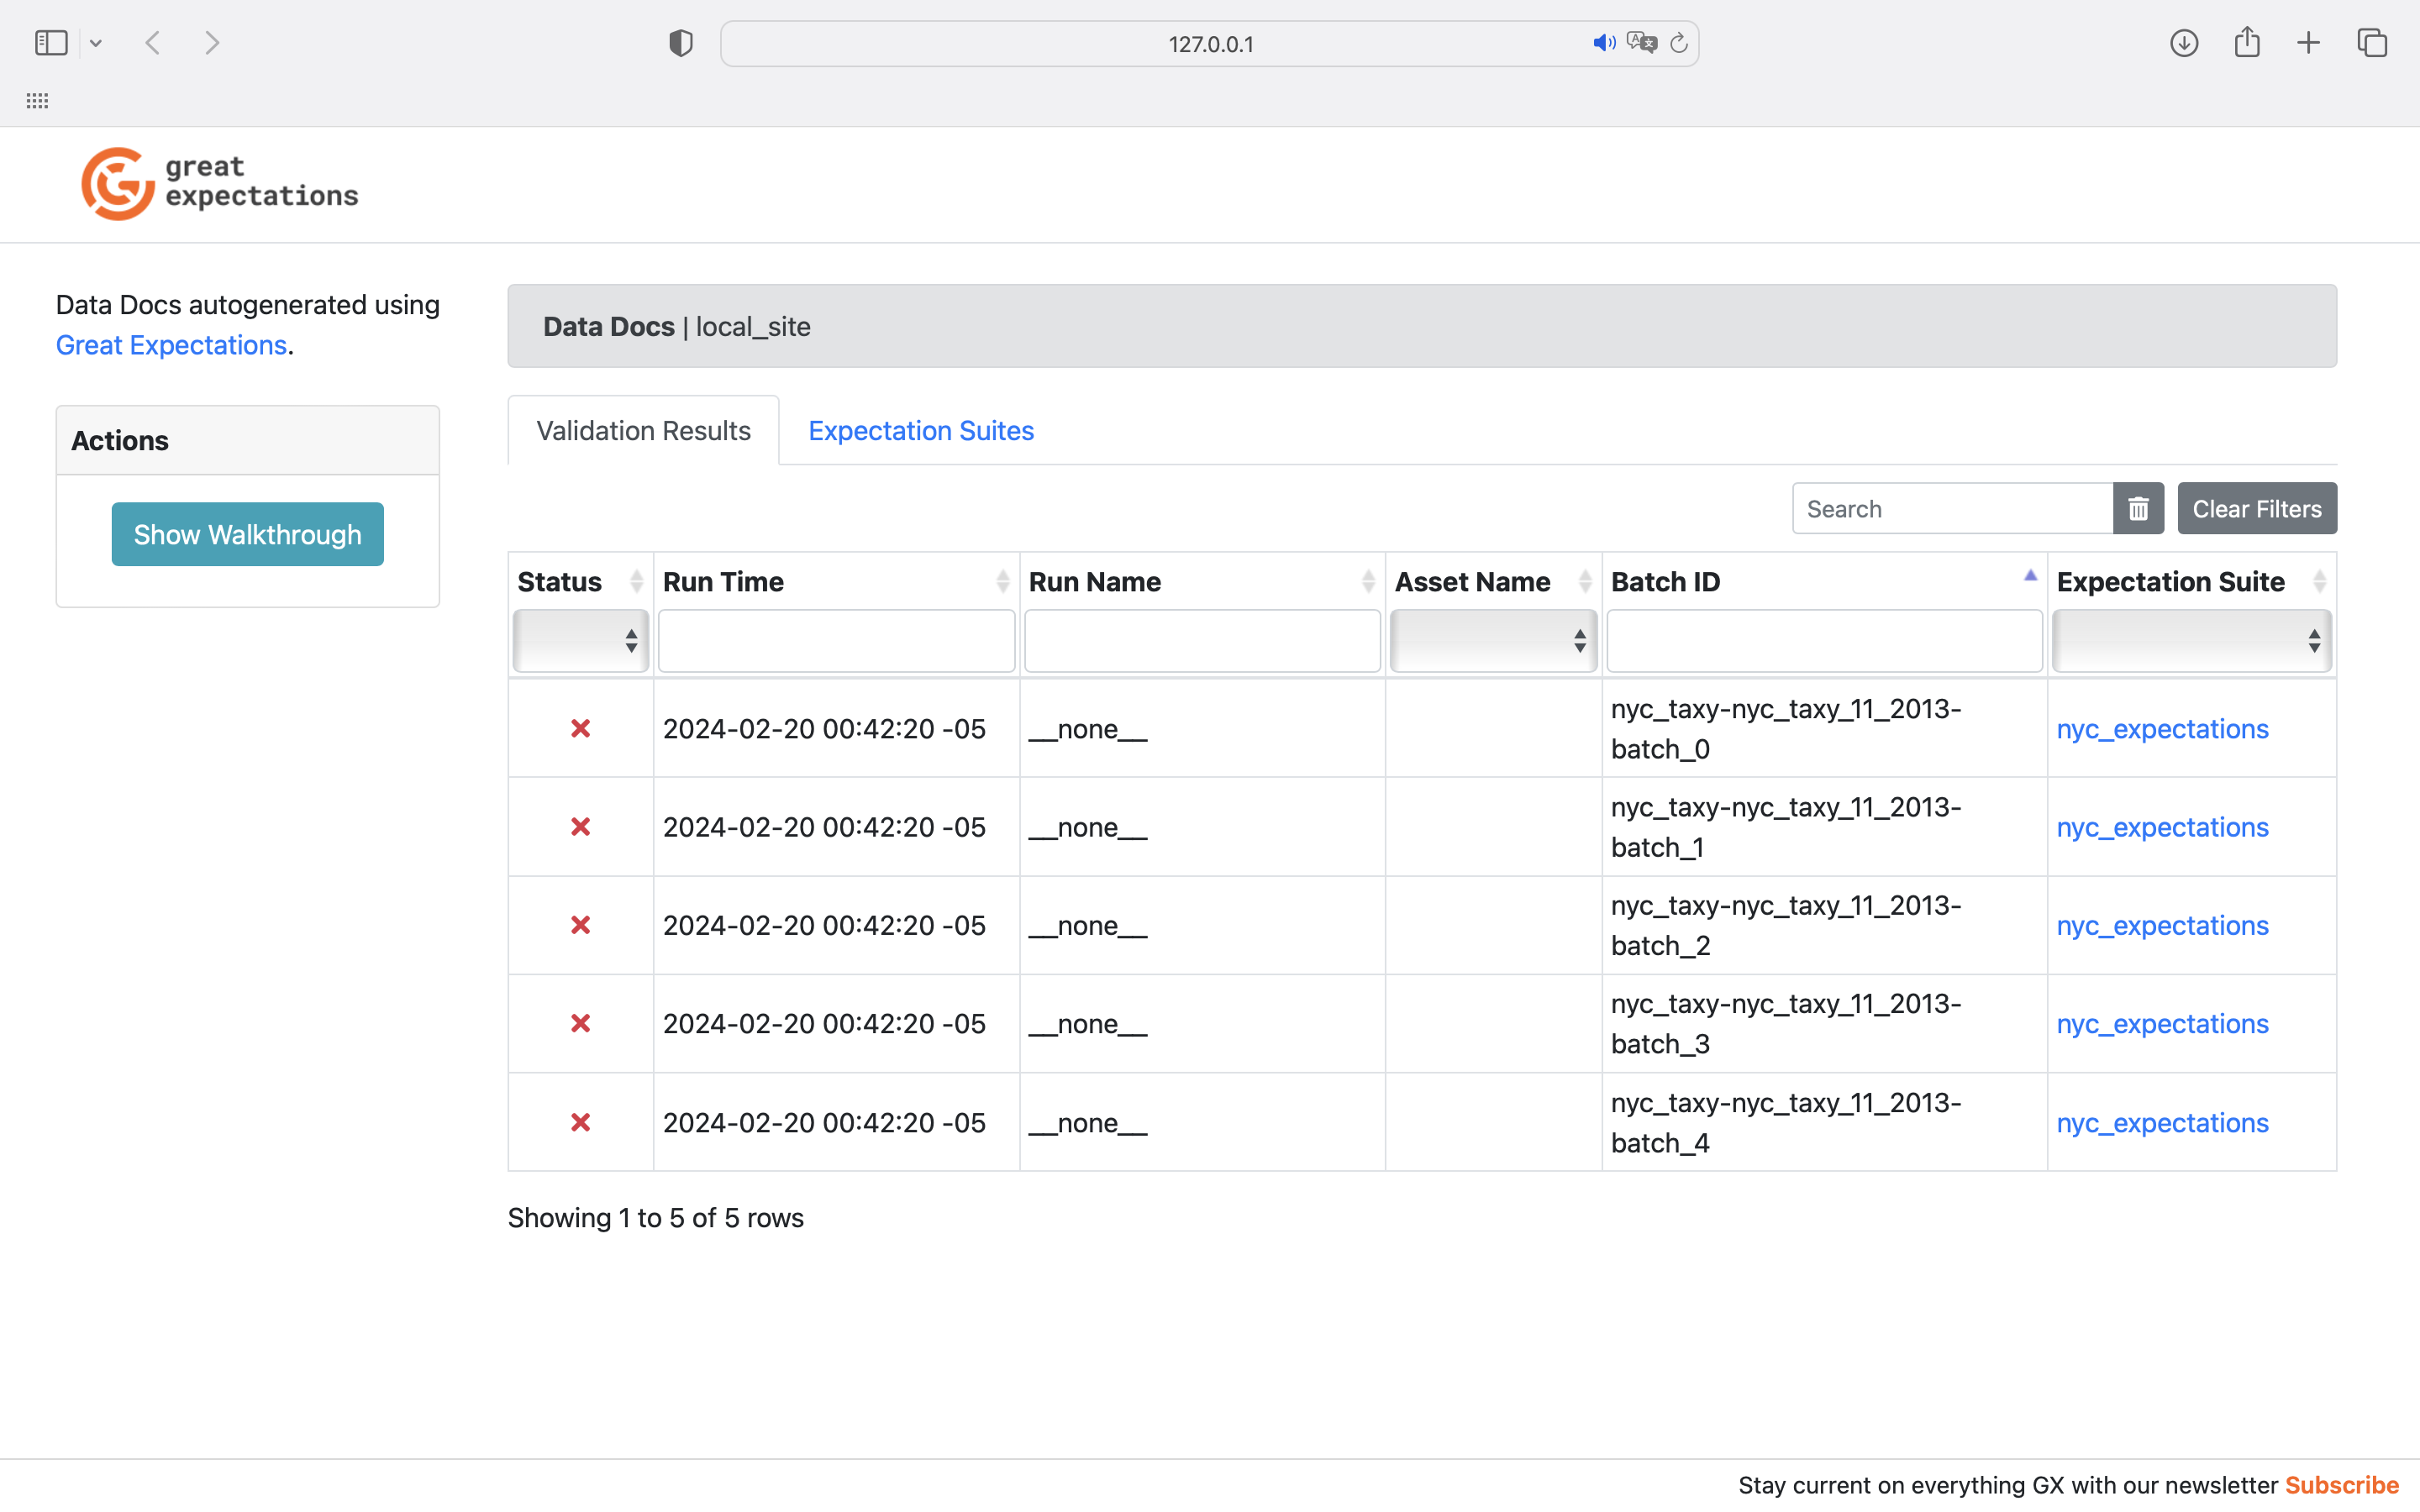 127.0.0.1
great
expectations
Data Docs autogenerated using
Great Expectations.
Actions
Show Walkthrough
Data Docs | local_site
Validation Results Expectation Suites
Search Clear Filters
Status Run Time Run Name Asset Name Batch ID Expectation Suite
2024-02-20 00:42:20 -05 __none__ nyc_taxy-nyc_taxy_11_2013-
batch_0 nyc_expectations
2024-02-20 00:42:20 -05 __none__ nyc_taxy-nyc_taxy_11_2013-
batch_1 nyc_expectations
2024-02-20 00:42:20 -05 __none__ nyc_taxy-nyc_taxy_11_2013-
batch_2 nyc_expectations
2024-02-20 00:42:20 -05 __none__ nyc_taxy-nyc_taxy_11_2013-
batch_3 nyc_expectations
2024-02-20 00:42:20 -05 __none__ nyc_taxy-nyc_taxy_11_2013-
batch_4 nyc_expectations
Showing 1 to 5 of 5 rows
Stay current on everything GX with our newsletter Subscribe